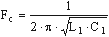 F_c = 1 / (2·π·√(L_1·C_1))